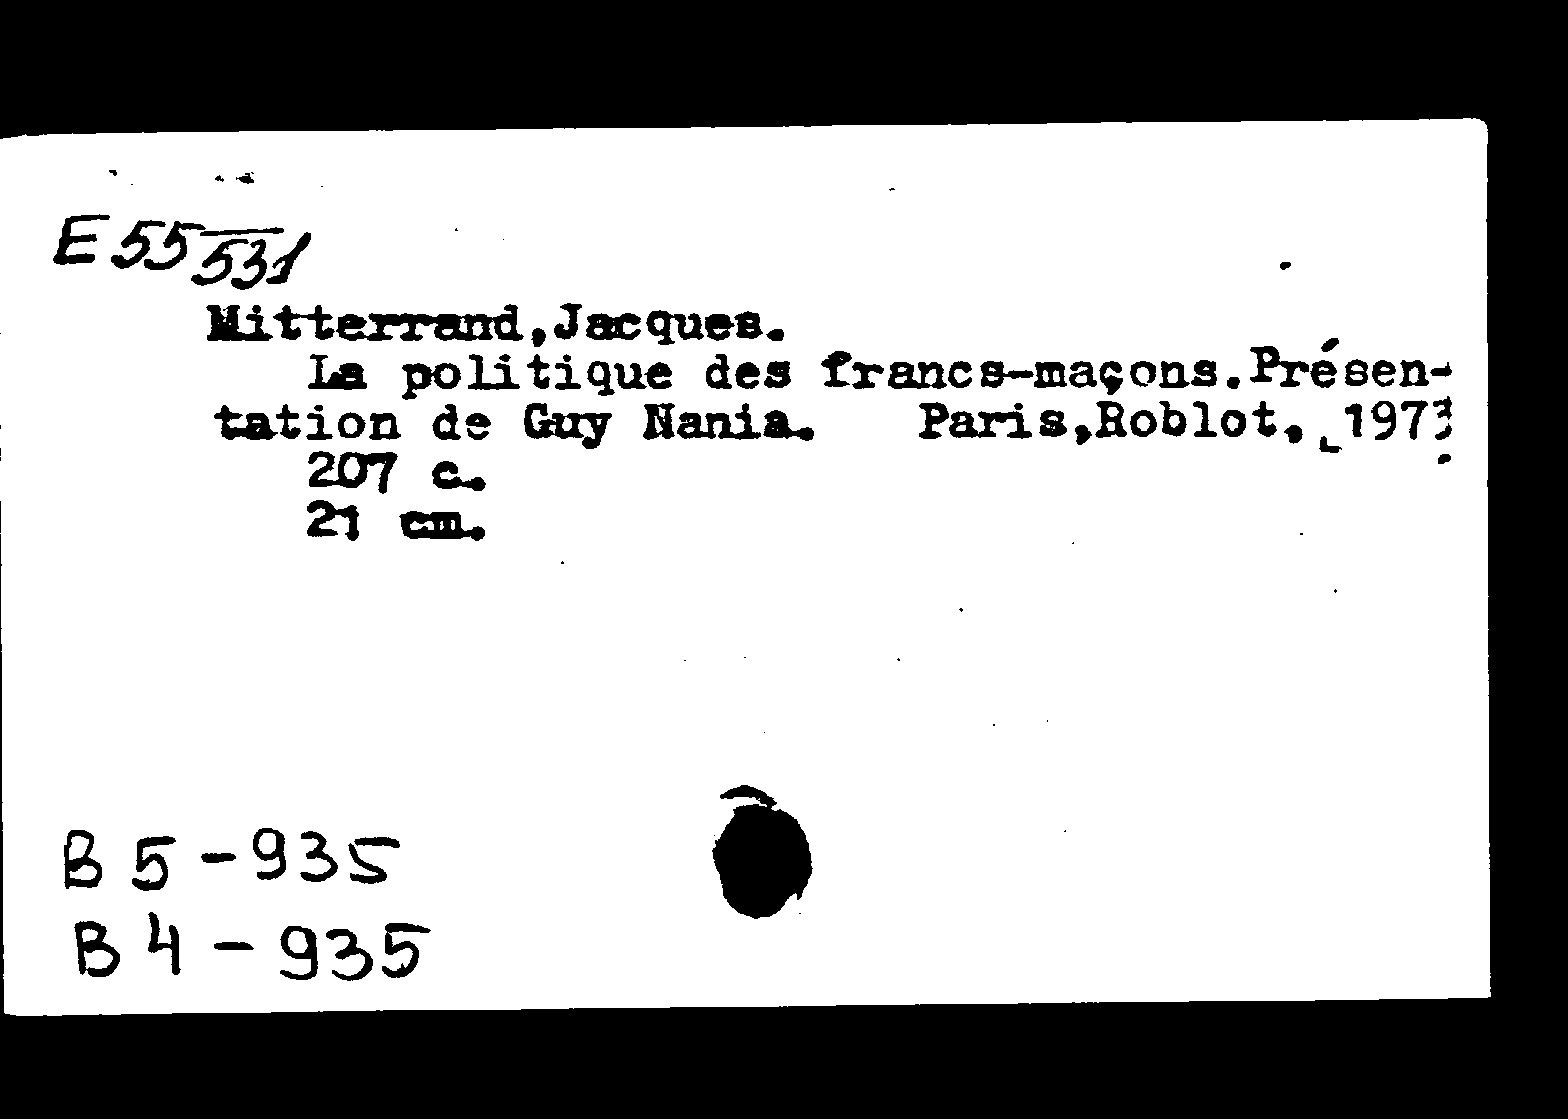 E 55/531
Mitterrand, Jacques.
La politique des francs-maçons. Présen-
tation de Guy Nania. Paris, Roblot, [1973].
207 c.
21 cm.
B 5 - 935
B 4 - 935